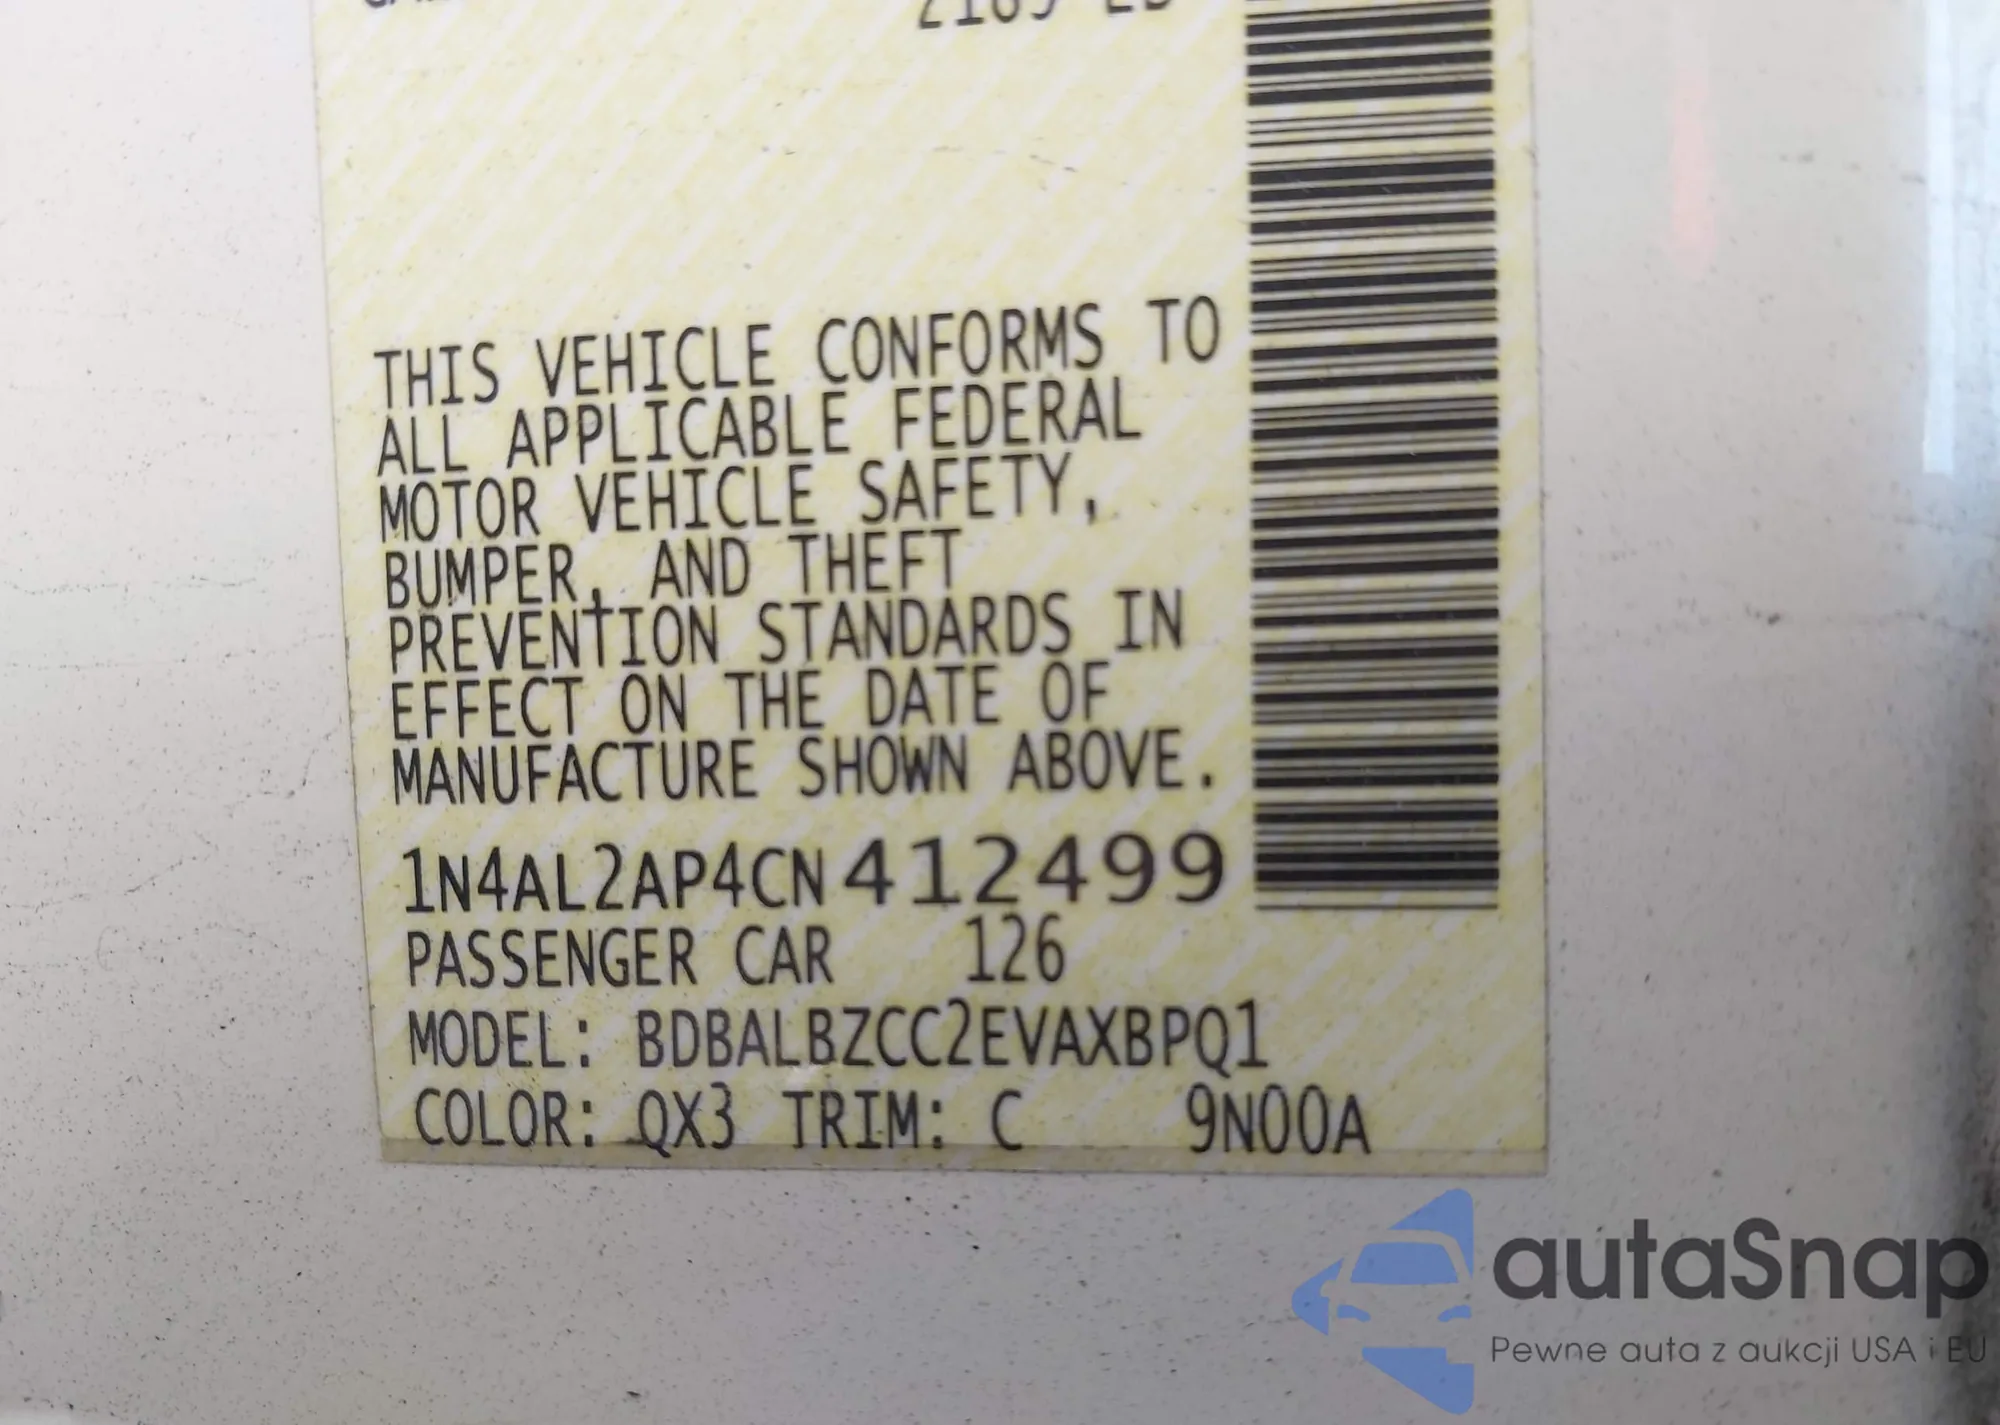 THIS VEHICLE CONFORMS TO
ALL APPLICABLE FEDERAL
MOTOR VEHICLE SAFETY,
BUMPER, AND THEFT
PREVENTION STANDARDS IN
EFFECT ON THE DATE OF
MANUFACTURE SHOWN ABOVE.
1N4AL2AP4CN412499
PASSENGER CAR 126
MODEL: BDBALBZCC2EVAXBPQ1
COLOR: QX3 TRIM: C 9N00A
autaSnap
Pewne auta z aukcji USA i EU